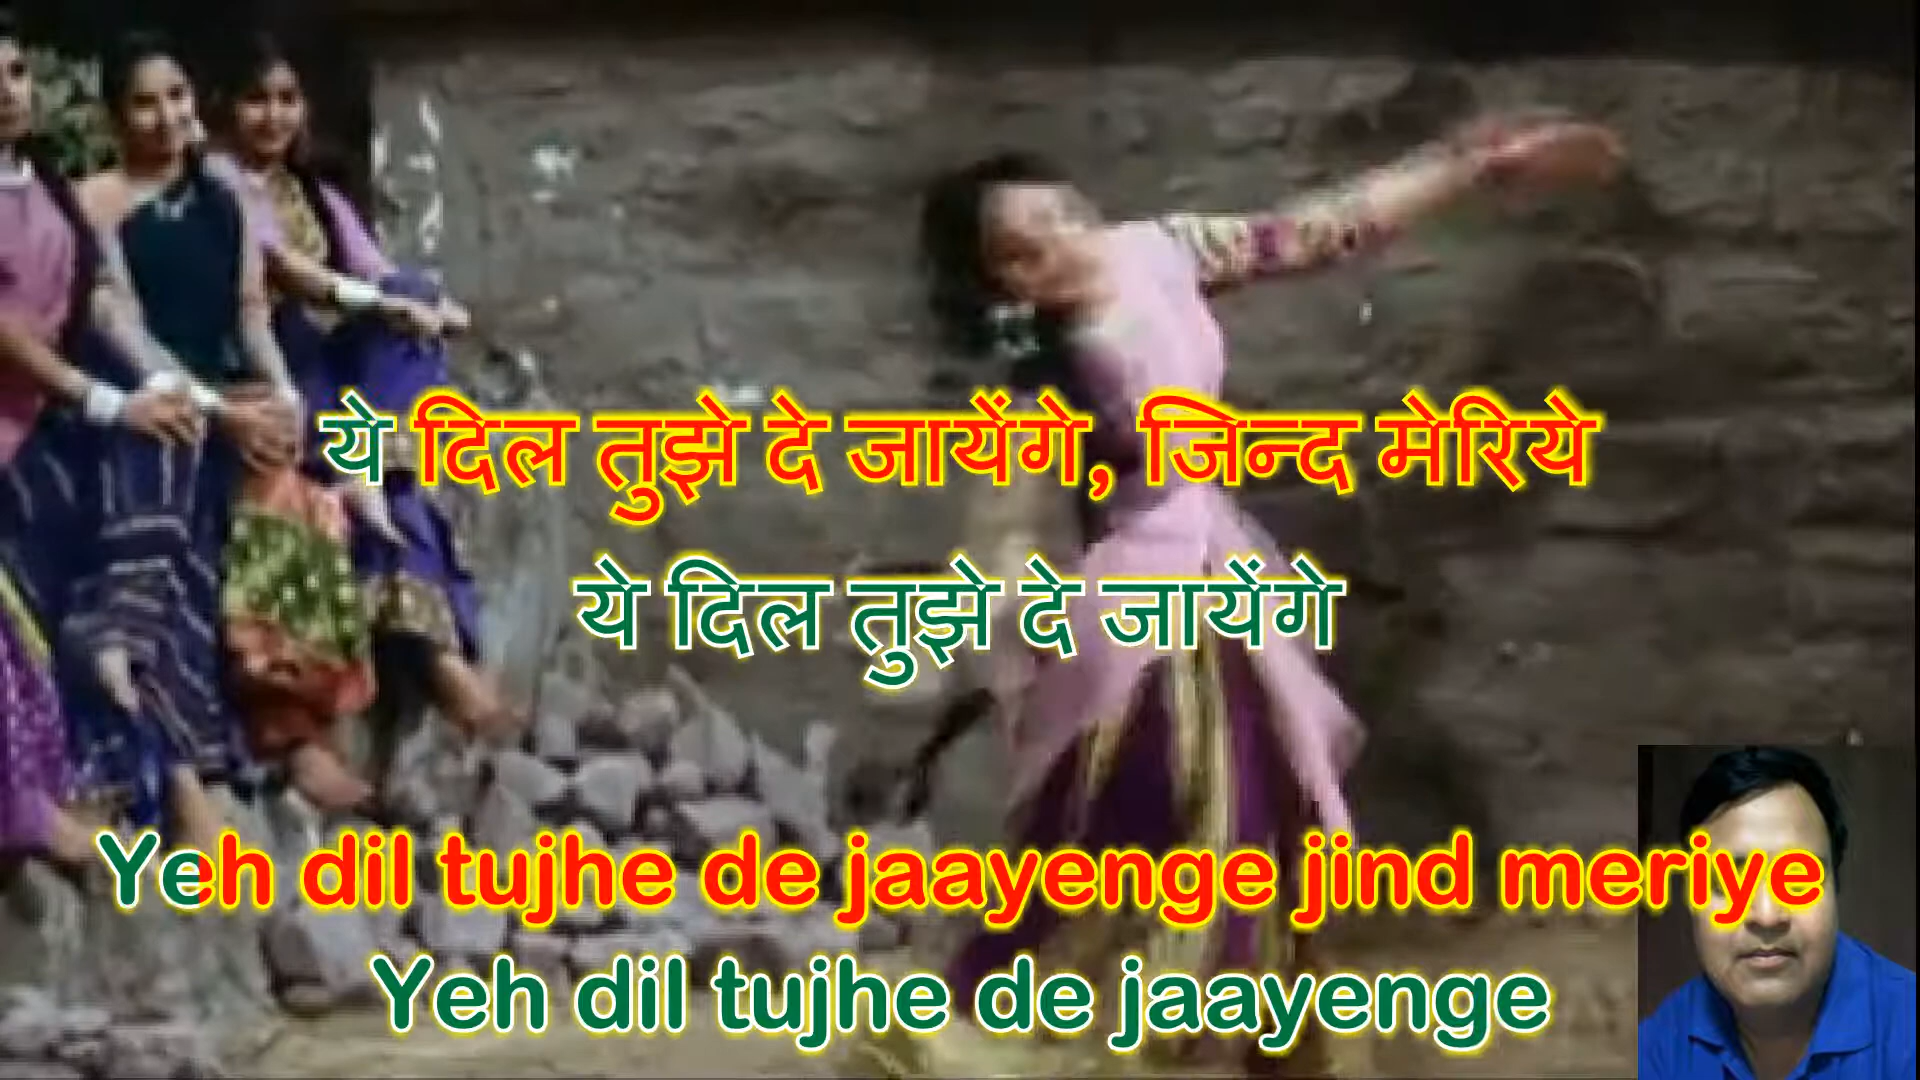 ये दिल तुझे दे जायेंगे, जिन्द मेरिये
ये दिल तुझे दे जायेंगे
Yeh dil tujhe de jaayenge jind meriye
Yeh dil tujhe de jaayenge